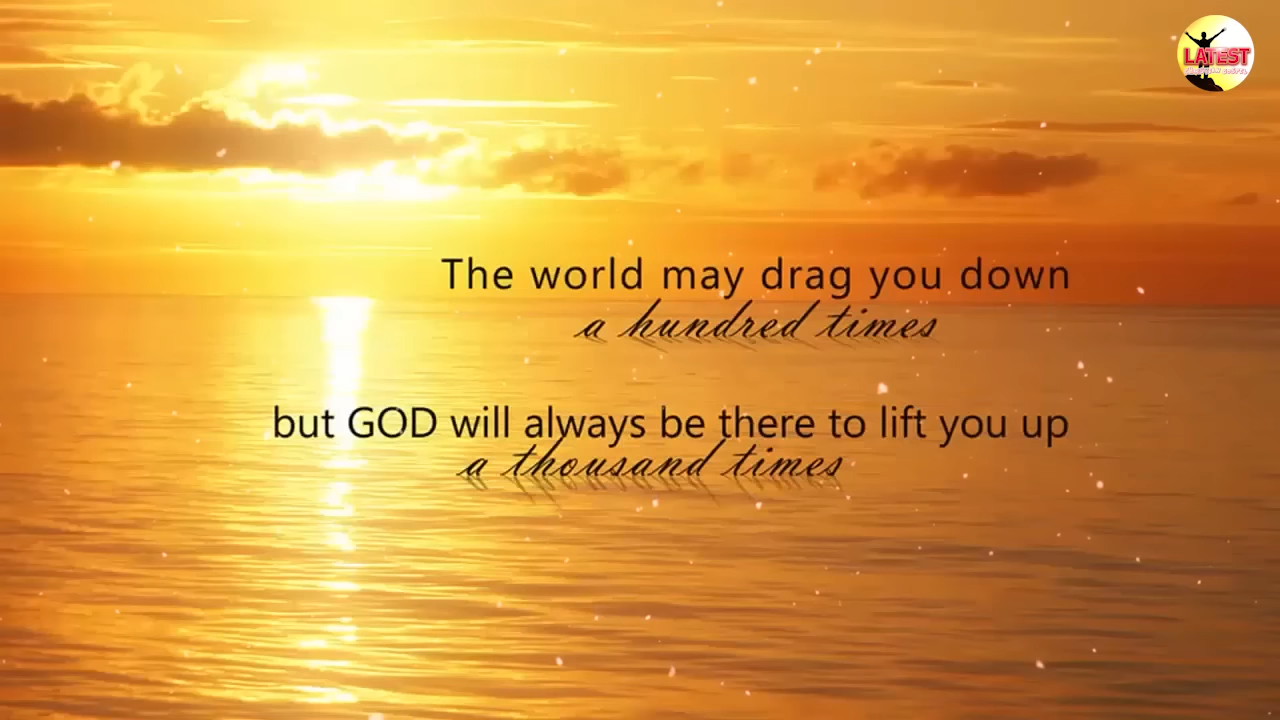 LATEST
The world may drag you down
a hundred times
but GOD will always be there to lift you up
a thousand times